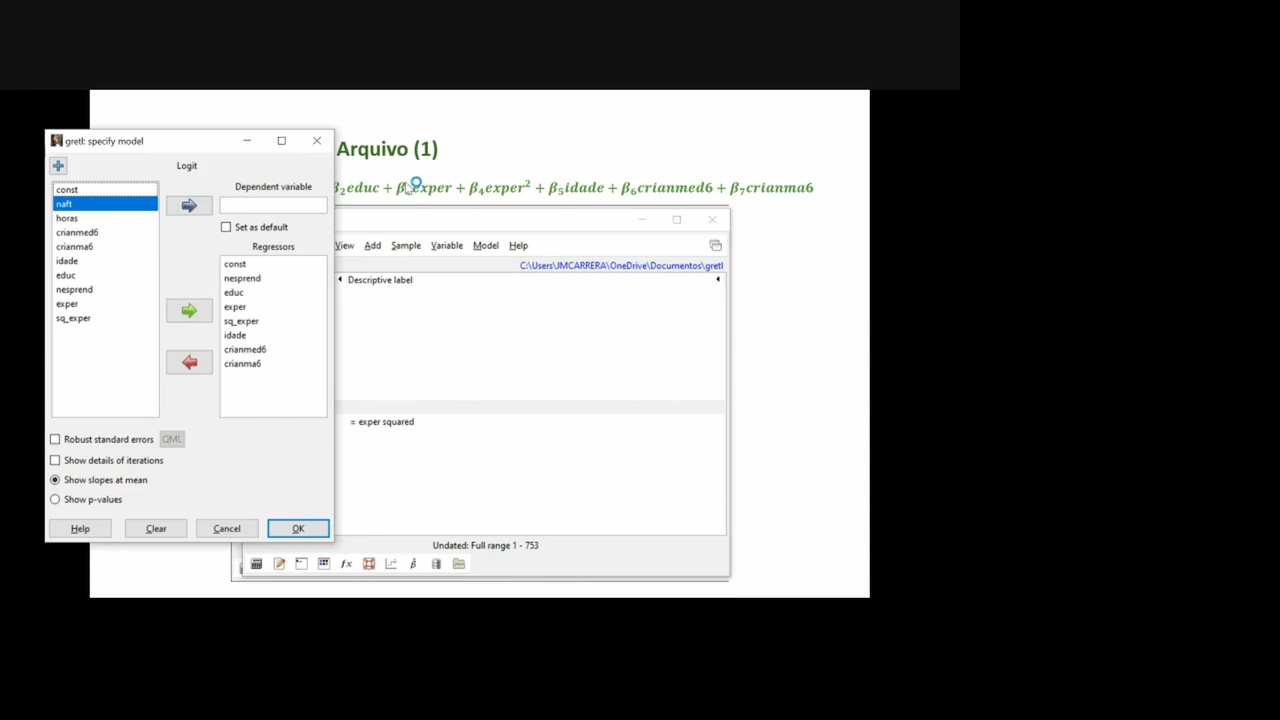 Arquivo (1)
β₂educ + β₃exper + β₄exper² + β₅idade + β₆crianmed6 + β₇crianma6
gretl: specify model
Logit
const
naft
horas
crianmed6
crianma6
idade
educ
nesprend
exper
sq_exper
Dependent variable
Set as default
Regressors
const
nesprend
educ
exper
sq_exper
idade
crianmed6
crianma6
Robust standard errors QML
Show details of iterations
Show slopes at mean
Show p-values
Help Clear Cancel OK
View Add Sample Variable Model Help
C:\Users\JMCARRERA\OneDrive\Documentos\gretl
Descriptive label
= exper squared
Undated: Full range 1 - 753
fx β̂